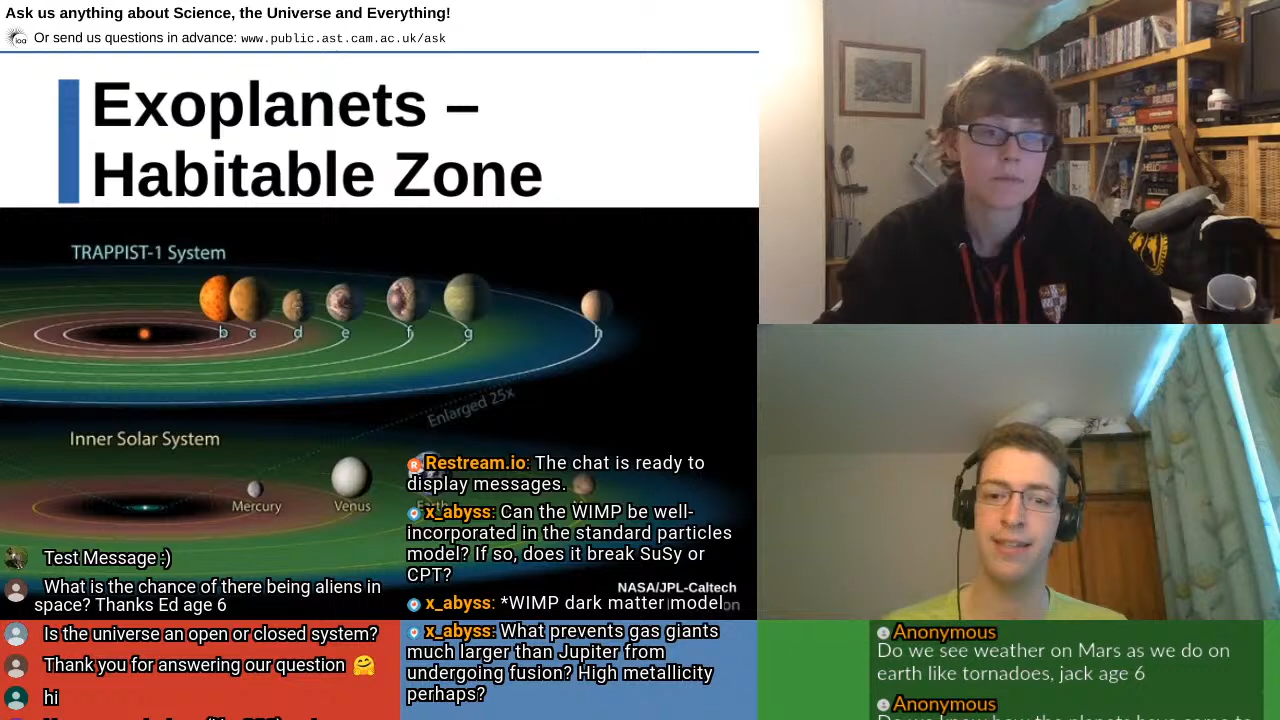 Ask us anything about Science, the Universe and Everything!
Or send us questions in advance: www.public.ast.cam.ac.uk/ask
Exoplanets –
Habitable Zone
TRAPPIST-1 System
b c d e f g h
Enlarged 25x
Inner Solar System
Mercury Venus Earth
NASA/JPL-Caltech
Test Message :)
What is the chance of there being aliens in
space? Thanks Ed age 6
Is the universe an open or closed system?
Thank you for answering our question 🤗
hi
Restream.io: The chat is ready to
display messages.
x_abyss: Can the WIMP be well-
incorporated in the standard particles
model? If so, does it break SuSy or
CPT?
x_abyss: *WIMP dark matter model
x_abyss: What prevents gas giants
much larger than Jupiter from
undergoing fusion? High metallicity
perhaps?
Anonymous
Do we see weather on Mars as we do on
earth like tornadoes, jack age 6
Anonymous